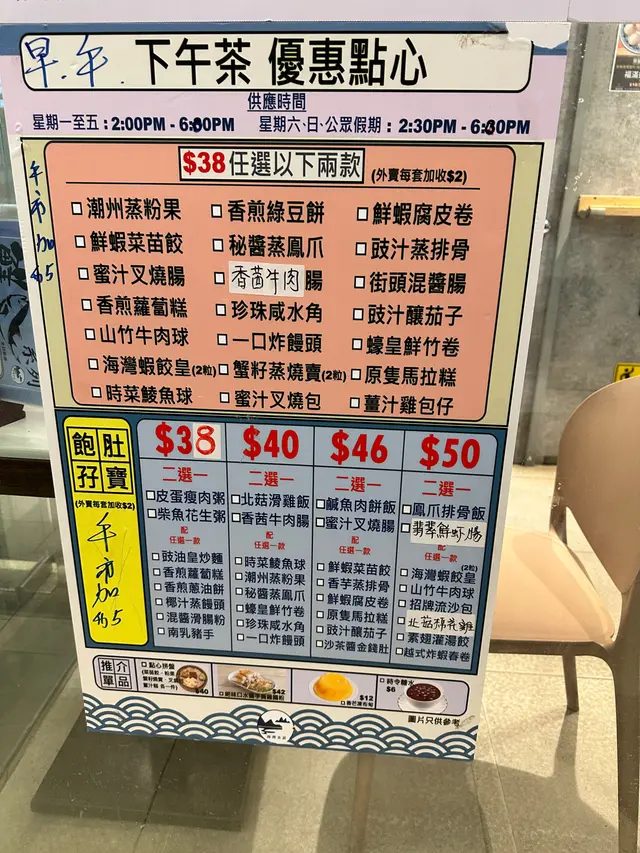 早.午. 下午茶 優惠點心
供應時間
星期一至五：2:00PM - 6:00PM 星期六、日、公眾假期：2:30PM - 6:30PM
午市加$5
$38任選以下兩款 (外賣每套加收$2)
潮州蒸粉果 香煎綠豆餅 鮮蝦腐皮卷
鮮蝦菜苗餃 秘醬蒸鳳爪 豉汁蒸排骨
蜜汁叉燒腸 香茜牛肉腸 街頭混醬腸
香煎蘿蔔糕 珍珠咸水角 豉汁釀茄子
山竹牛肉球 一口炸饅頭 蠔皇鮮竹卷
海灣蝦餃皇(2粒) 蟹籽蒸燒賣(2粒) 原隻馬拉糕
時菜鯪魚球 蜜汁叉燒包 薑汁雞包仔
飽肚孖寶
(外賣每套加收$2)
午市加$5
$38
二選一
皮蛋瘦肉粥
柴魚花生粥
配
任選一款
豉油皇炒麵
香煎蘿蔔糕
香煎蔥油餅
椰汁蒸饅頭
混醬滑腸粉
南乳豬手
$40
二選一
北菇滑雞飯
香茜牛肉腸
配
任選一款
時菜鯪魚球
潮州蒸粉果
秘醬蒸鳳爪
蠔皇鮮竹卷
珍珠咸水角
一口炸饅頭
$46
二選一
鹹魚肉餅飯
蜜汁叉燒腸
配
任選一款
鮮蝦菜苗餃
香芋蒸排骨
鮮蝦腐皮卷
原隻馬拉糕
豉汁釀茄子
沙茶醬金錢肚
$50
二選一
鳳爪排骨飯
翡翠鮮虾腸
配
任選一款
海灣蝦餃皇(2粒)
山竹牛肉球
招牌流沙包
北菇棉花雞
素翅灌湯餃
越式炸蝦春卷
推介單品
點心拼盤
$40
$42
$12
時令糖水
$6
圖片只供參考